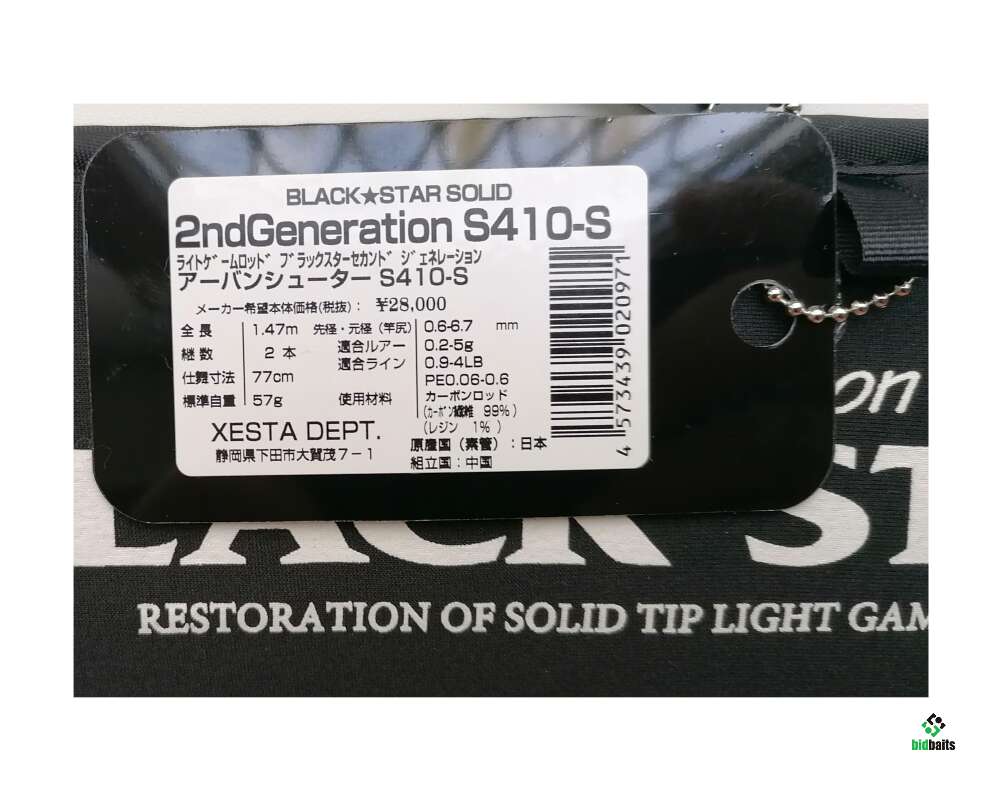 BLACK★STAR SOLID
2ndGeneration S410-S
ライトゲームロッド ブラックスターセカンド ジェネレーション
アーバンシューター S410-S
メーカー希望本体価格(税抜): ¥28,000
全長 1.47m 先径・元径(竿尻) 0.6-6.7 mm
継数 2 本 適合ルアー 0.2-5g
適合ライン 0.9-4LB
仕舞寸法 77cm PE0.06-0.6
標準自重 57g 使用材料 カーボンロッド
(カーボン繊維 99%)
(レジン 1%)
XESTA DEPT. 原産国(素管):日本
静岡県下田市大賀茂7-1 組立国:中国
4573439020971
on
LACK ST
RESTORATION OF SOLID TIP LIGHT GAM
bidbaits